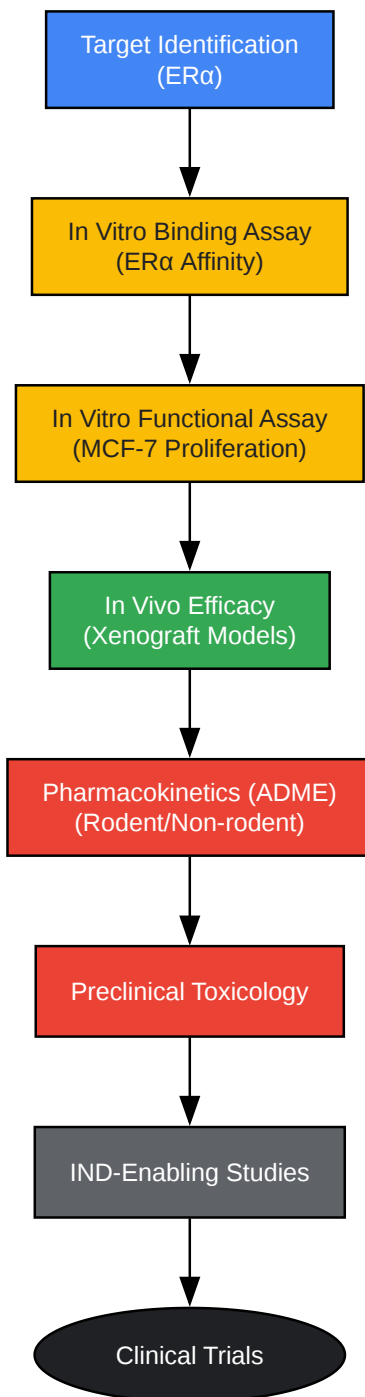 Target Identification
(ERα)
In Vitro Binding Assay
(ERα Affinity)
In Vitro Functional Assay
(MCF-7 Proliferation)
In Vivo Efficacy
(Xenograft Models)
Pharmacokinetics (ADME)
(Rodent/Non-rodent)
Preclinical Toxicology
IND-Enabling Studies
Clinical Trials